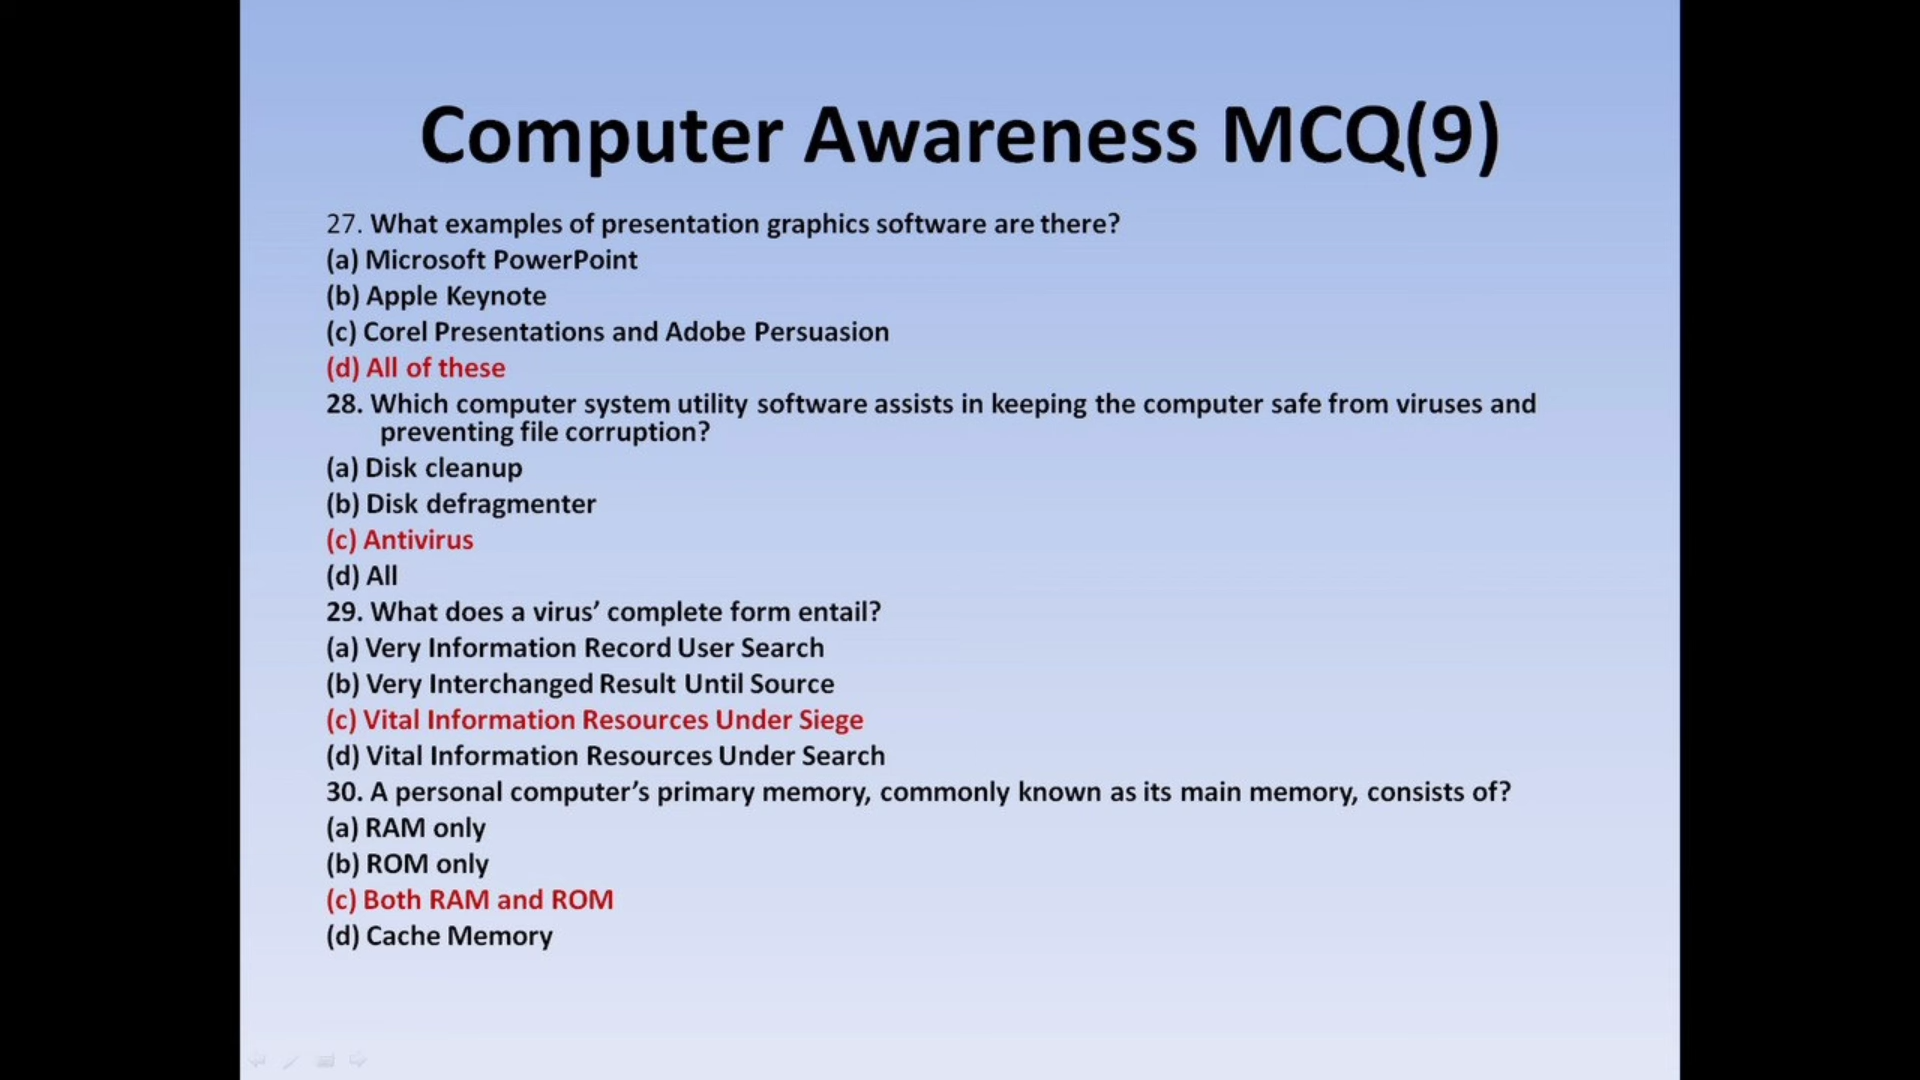 Computer Awareness MCQ(9)
27. What examples of presentation graphics software are there?
(a) Microsoft PowerPoint
(b) Apple Keynote
(c) Corel Presentations and Adobe Persuasion
(d) All of these
28. Which computer system utility software assists in keeping the computer safe from viruses and
preventing file corruption?
(a) Disk cleanup
(b) Disk defragmenter
(c) Antivirus
(d) All
29. What does a virus’ complete form entail?
(a) Very Information Record User Search
(b) Very Interchanged Result Until Source
(c) Vital Information Resources Under Siege
(d) Vital Information Resources Under Search
30. A personal computer’s primary memory, commonly known as its main memory, consists of?
(a) RAM only
(b) ROM only
(c) Both RAM and ROM
(d) Cache Memory